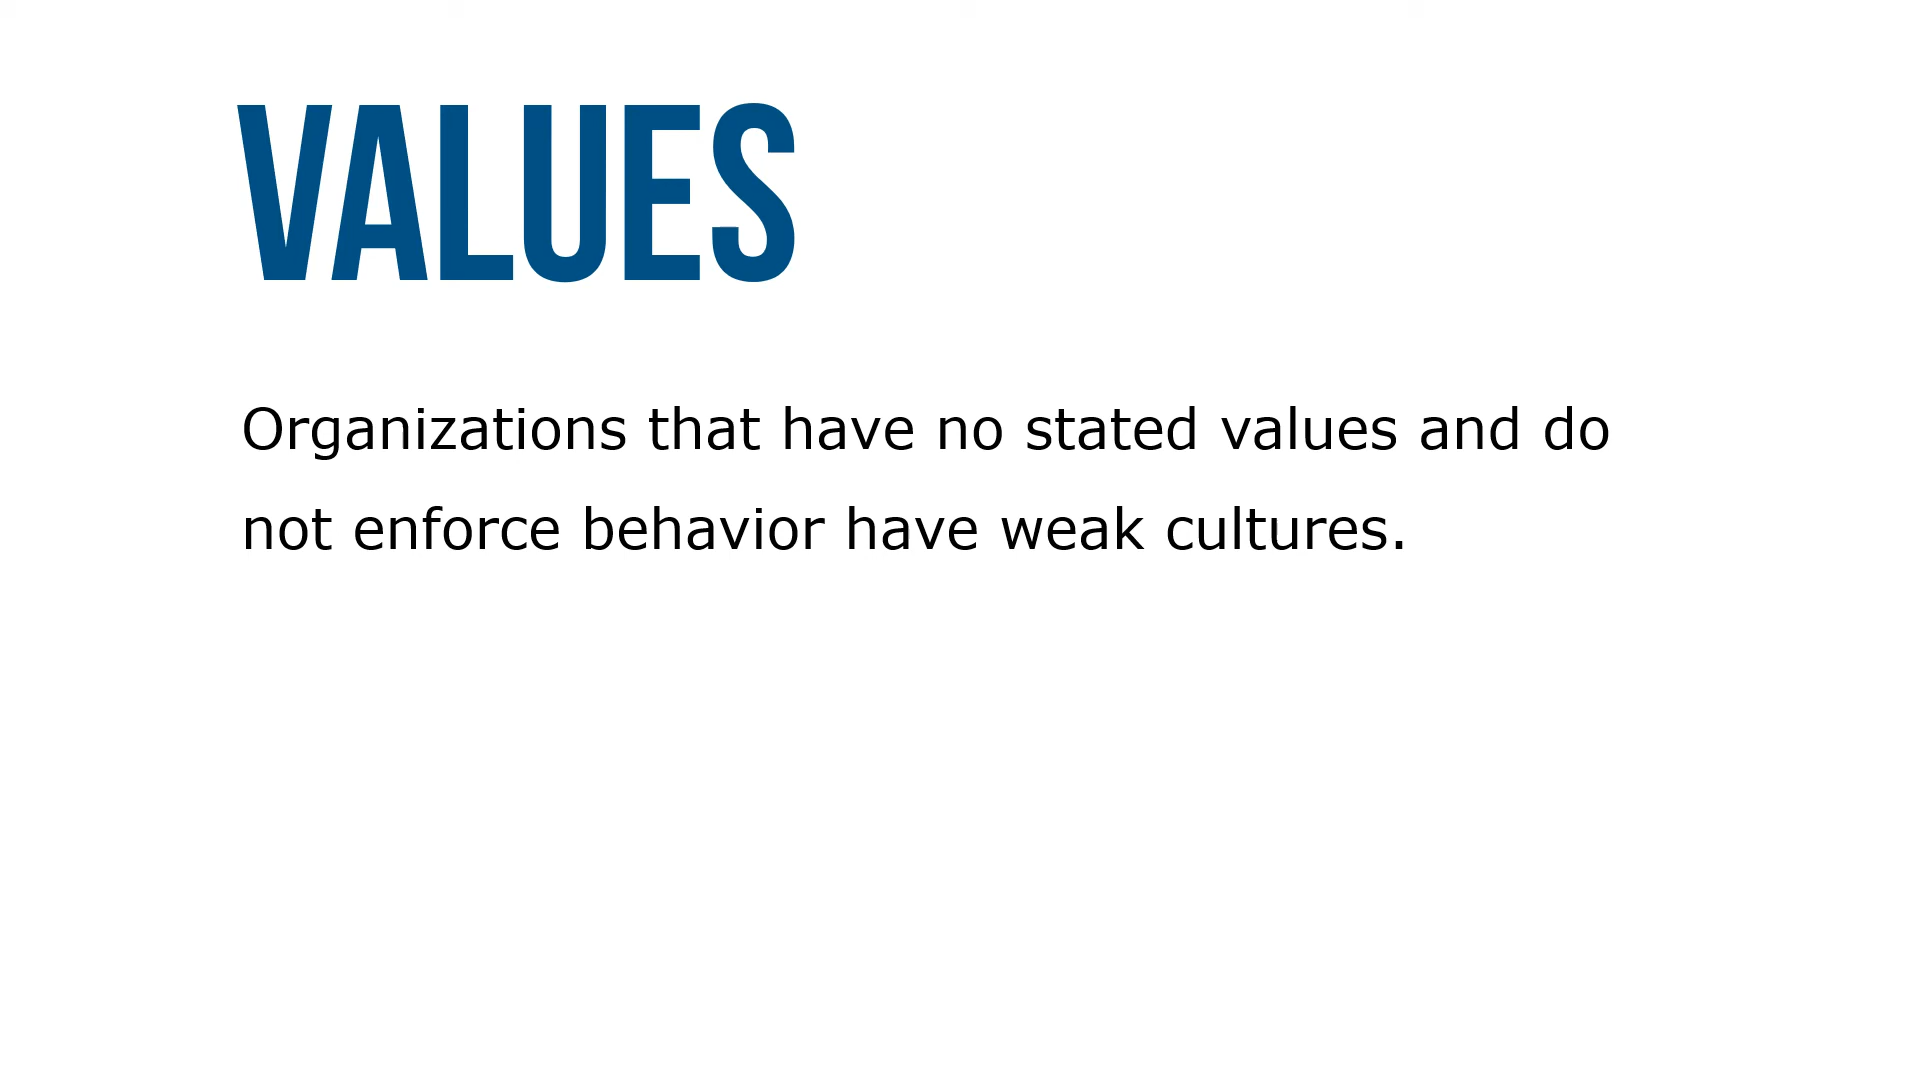 VALUES
Organizations that have no stated values and do
not enforce behavior have weak cultures.